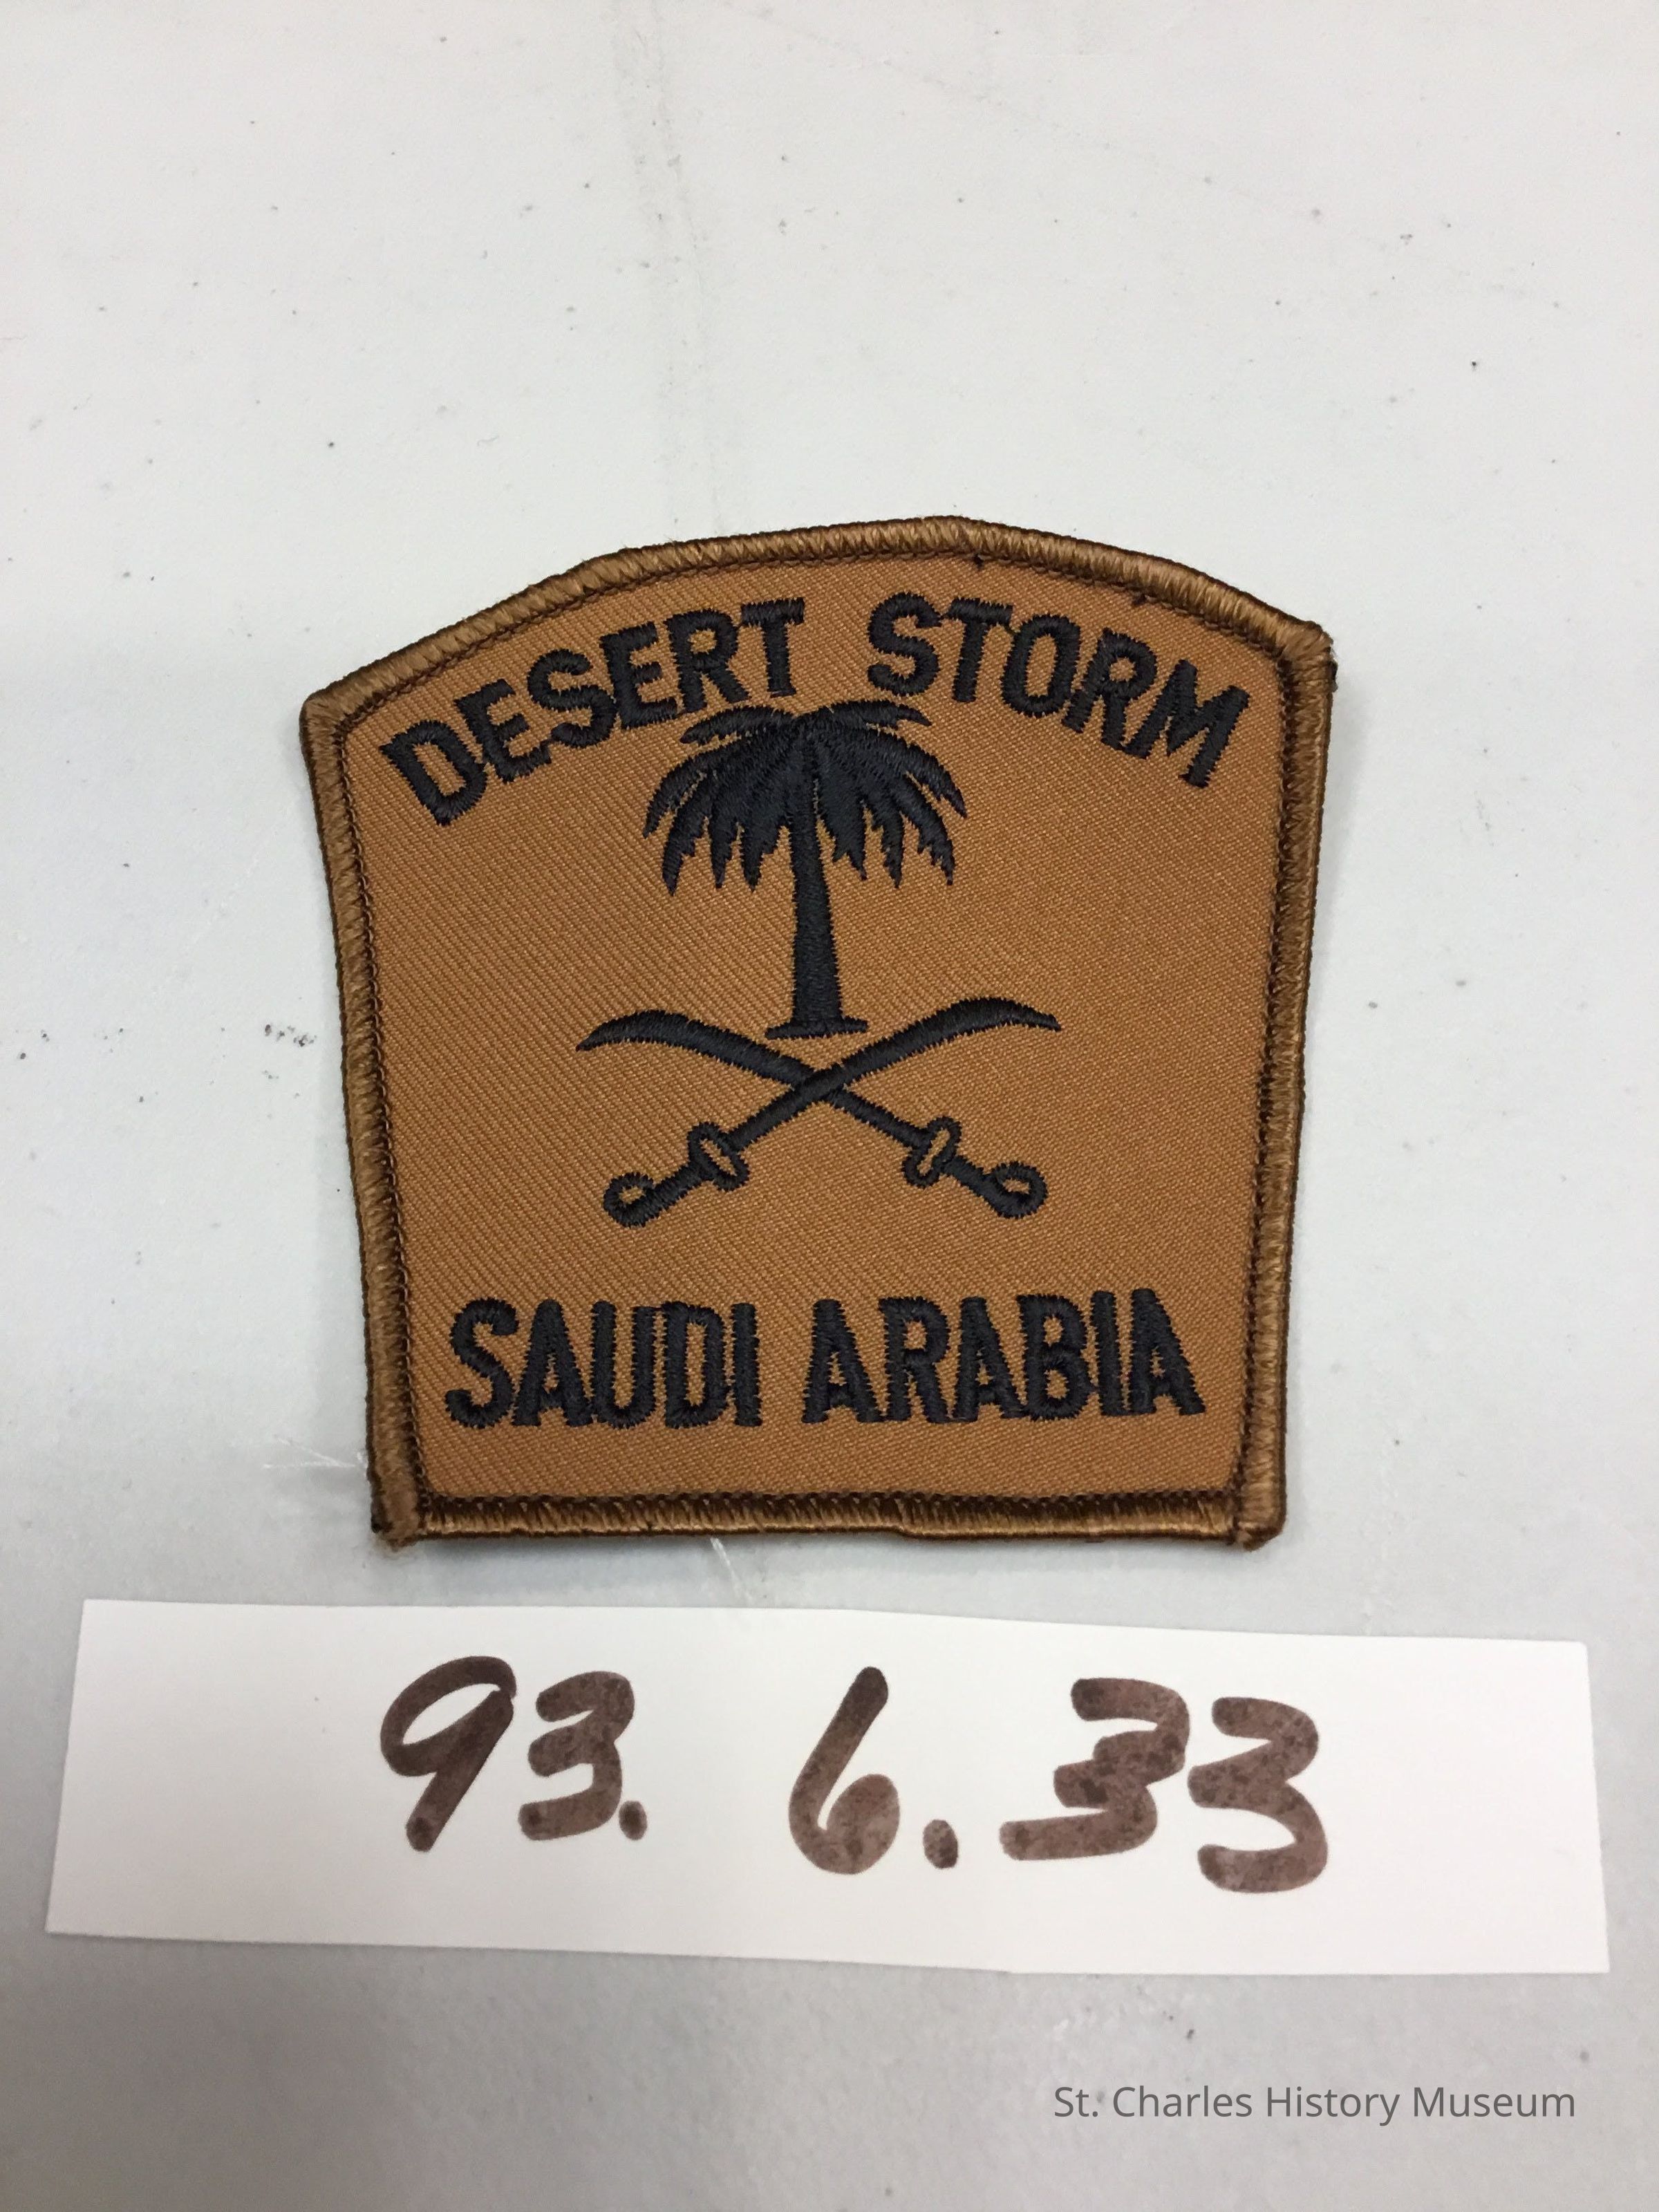 DESERT STORM
SAUDI ARABIA
93. 6.33
St. Charles History Museum